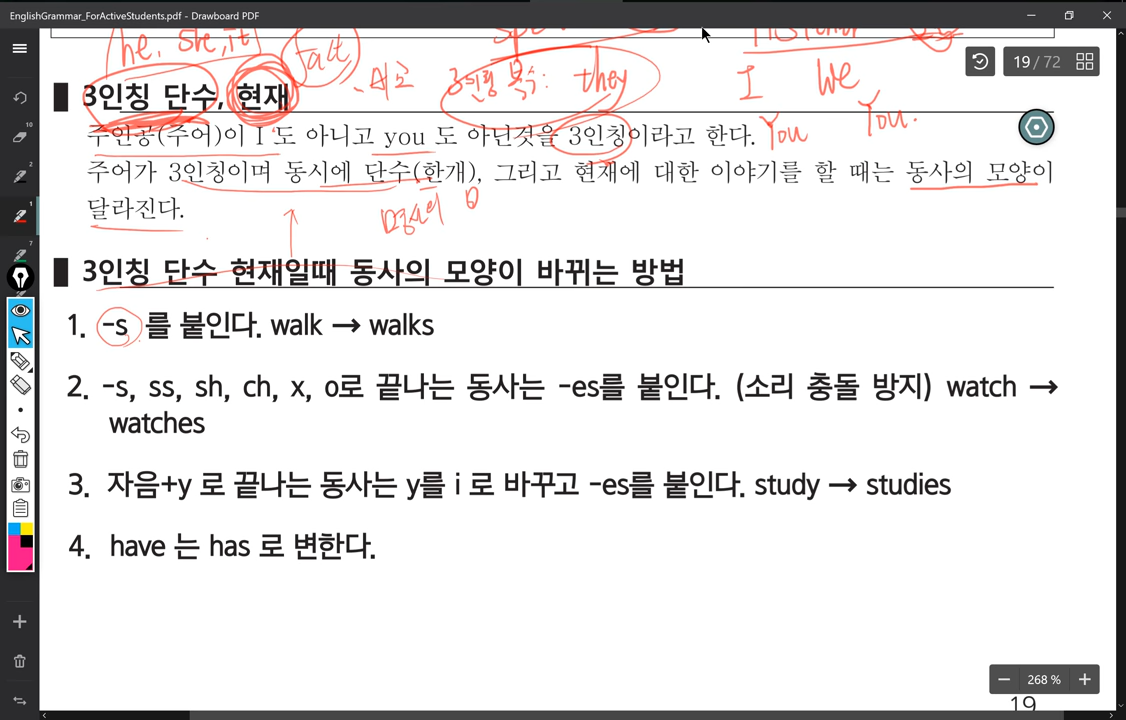 EnglishGrammar_ForActiveStudents.pdf - Drawboard PDF
he, she, it
fact
19 / 72
사고
3인칭 복수: they
I We
3인칭 단수, 현재
You You.
주인공(주어)이 I 도 아니고 you 도 아닌것을 3인칭이라고 한다.
주어가 3인칭이며 동시에 단수(한개), 그리고 현재에 대한 이야기를 할 때는 동사의 모양이
달라진다.
3인칭 단수 현재일때 동사의 모양이 바뀌는 방법
1. -s 를 붙인다. walk → walks
2. -s, ss, sh, ch, x, o로 끝나는 동사는 -es를 붙인다. (소리 충돌 방지) watch →
watches
3. 자음+y 로 끝나는 동사는 y를 i 로 바꾸고 -es를 붙인다. study → studies
4. have 는 has 로 변한다.
268 %
19